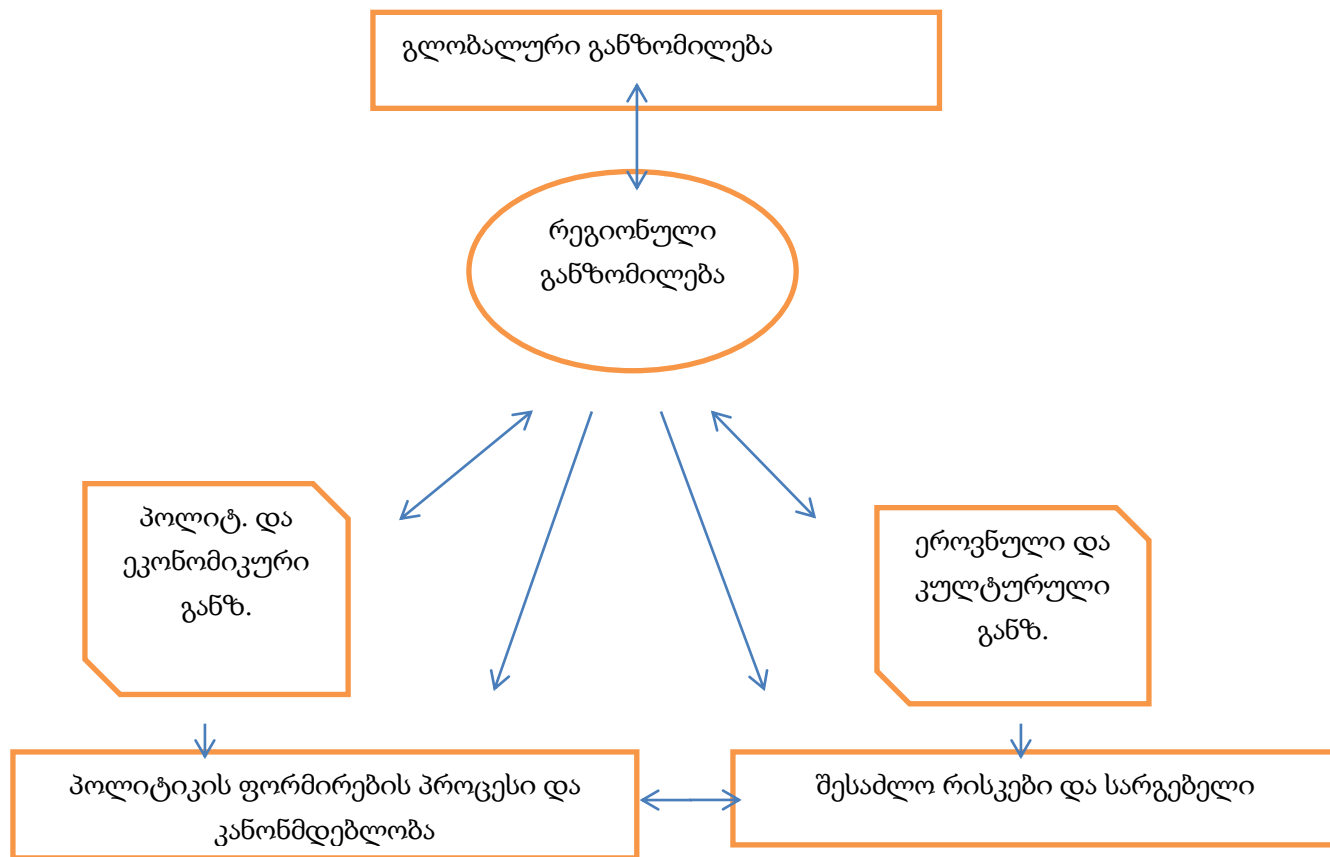 გლობალური განზომილება
რეგიონული
განზომილება
პოლიტ. და
ეკონომიკური
განზ.
ეროვნული და
კულტურული
განზ.
პოლიტიკის ფორმირების პროცესი და
კანონმდებლობა
შესაძლო რისკები და სარგებელი